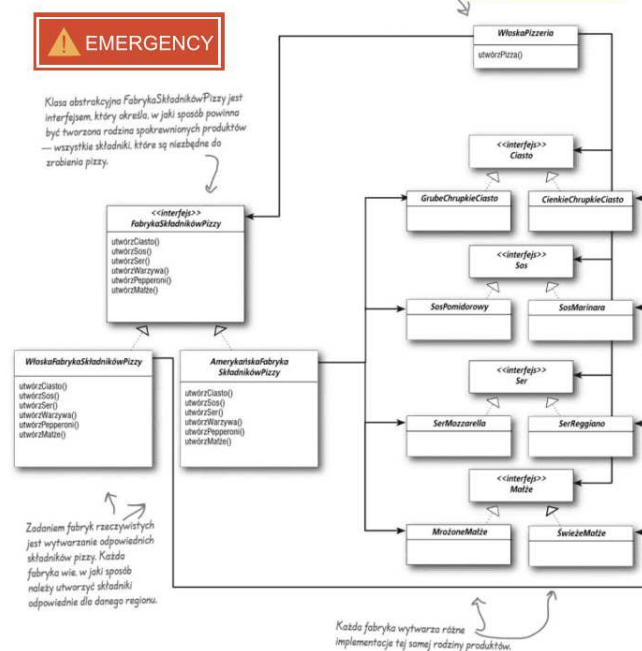 EMERGENCY
WłoskaPizzeria
utwórzPizza()
Klasa abstrakcyjna FabrykaSkładnikówPizzy jest
interfejsem, który określa, w jaki sposób powinna
być tworzona rodzina spokrewnionych produktów
— wszystkie składniki, które są niezbędne do
zrobienia pizzy.
<<interfejs>>
Ciasto
GrubeChrupkieCiasto
CienkieChrupkieCiasto
<<interfejs>>
FabrykaSkładnikówPizzy
utwórzCiasto()
utwórzSos()
utwórzSer()
utwórzWarzywa()
utwórzPepperoni()
utwórzMałże()
<<interfejs>>
Sos
SosPomidorowy
SosMarinara
WłoskaFabrykaSkładnikówPizzy
utwórzCiasto()
utwórzSos()
utwórzSer()
utwórzWarzywa()
utwórzPepperoni()
utwórzMałże()
AmerykańskaFabryka
SkładnikówPizzy
utwórzCiasto()
utwórzSos()
utwórzSer()
utwórzWarzywa()
utwórzPepperoni()
utwórzMałże()
<<interfejs>>
Ser
SerMozzarella
SerReggiano
<<interfejs>>
Małże
MrożoneMałże
ŚwieżeMałże
Zadaniem fabryk rzeczywistych
jest wytwarzanie odpowiednich
składników pizzy. Każda
fabryka wie, w jaki sposób
należy utworzyć składniki
odpowiednie dla danego regionu.
Każda fabryka wytwarza różne
implementacje tej samej rodziny produktów.